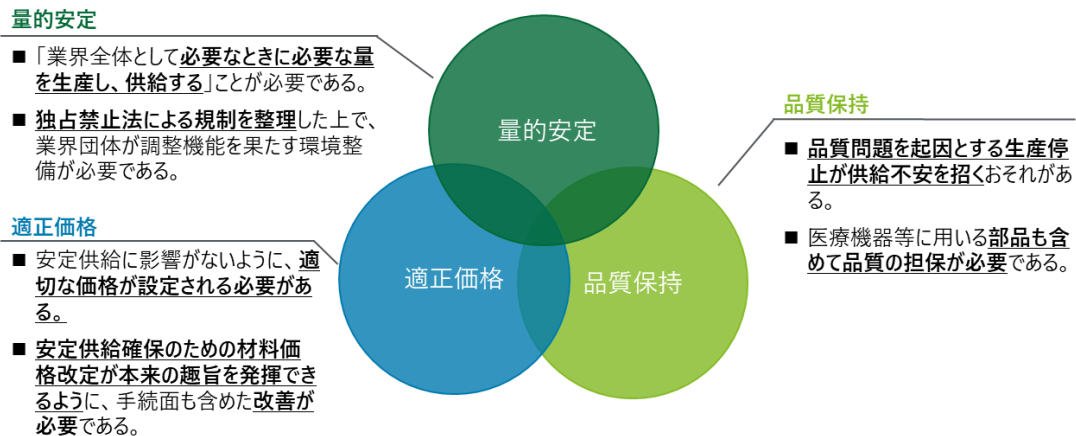 量的安定
■ 「業界全体として必要なときに必要な量
を生産し、供給する」ことが必要である。
■ 独占禁止法による規制を整理した上で、
業界団体が調整機能を果たす環境整
備が必要である。
適正価格
■ 安定供給に影響がないように、適
切な価格が設定される必要があ
る。
■ 安定供給確保のための材料価
格改定が本来の趣旨を発揮でき
るように、手続面も含めた改善が
必要である。
量的安定
適正価格
品質保持
品質保持
■ 品質問題を起因とする生産停
止が供給不安を招くおそれがあ
る。
■ 医療機器等に用いる部品も含
めて品質の担保が必要である。